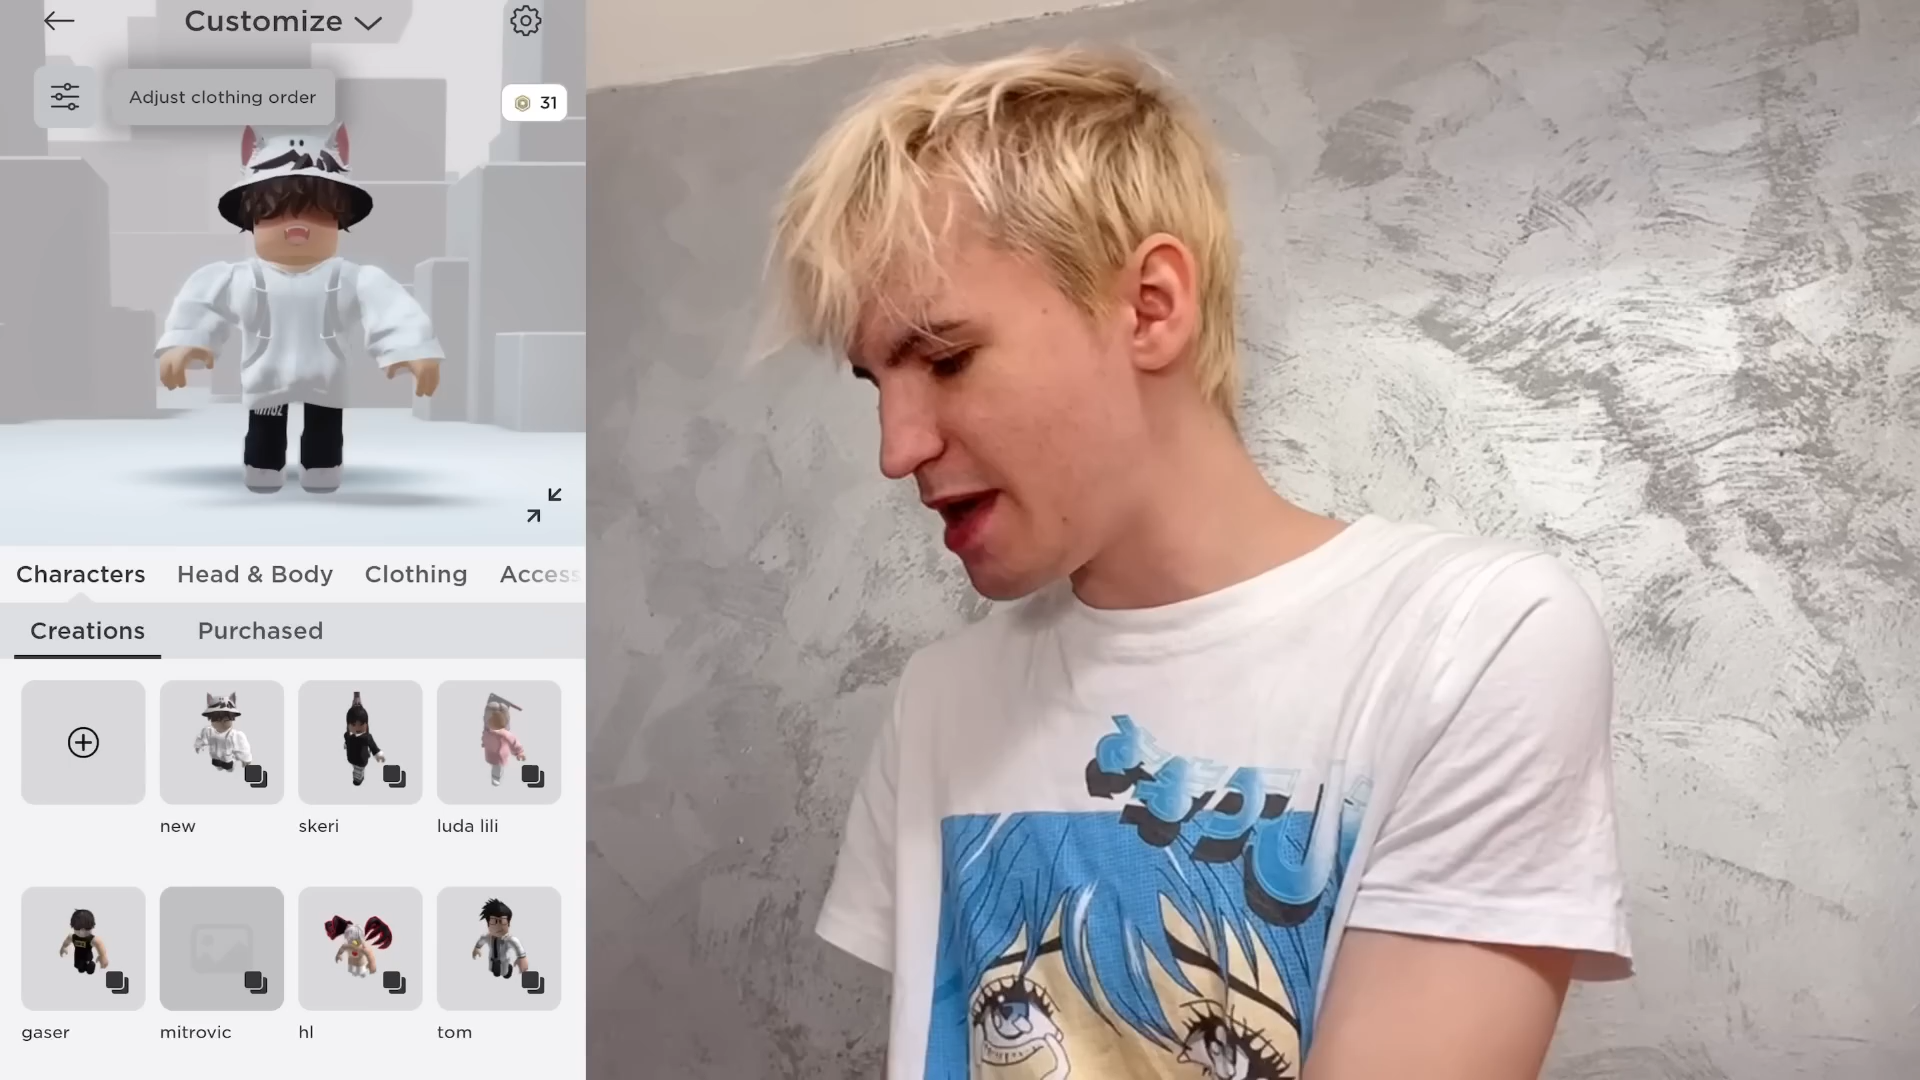 Customize
Adjust clothing order
31
Characters Head & Body Clothing Access
Creations Purchased
new skeri luda lili
gaser mitrovic hl tom